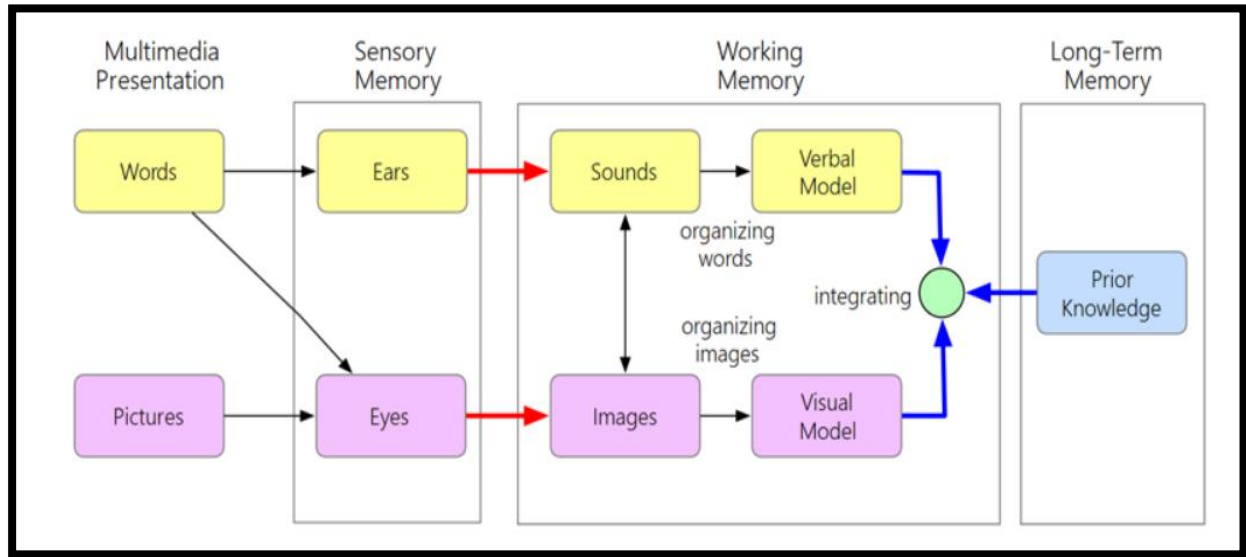 Multimedia
Presentation
Sensory
Memory
Working
Memory
Long-Term
Memory
Words
Ears
Sounds
Verbal
Model
organizing
words
integrating
Prior
Knowledge
organizing
images
Pictures
Eyes
Images
Visual
Model